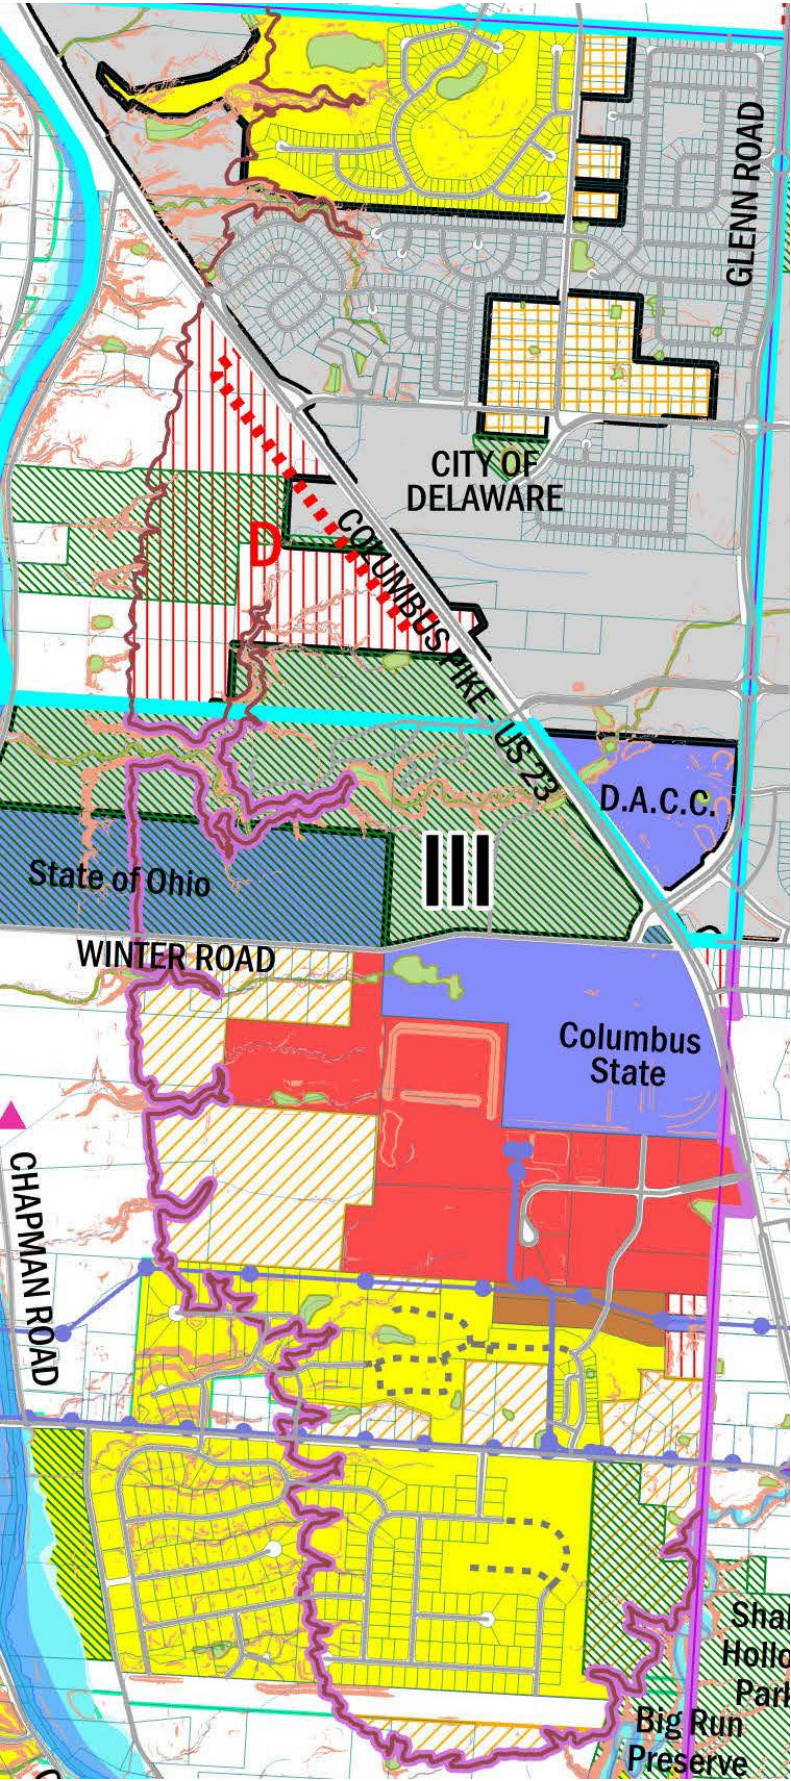 GLENN ROAD
CITY OF
DELAWARE
D
COLUMBUS PIKE - US 23
D.A.C.C.
III
State of Ohio
WINTER ROAD
Columbus
State
CHAPMAN ROAD
Big Run
Preserve